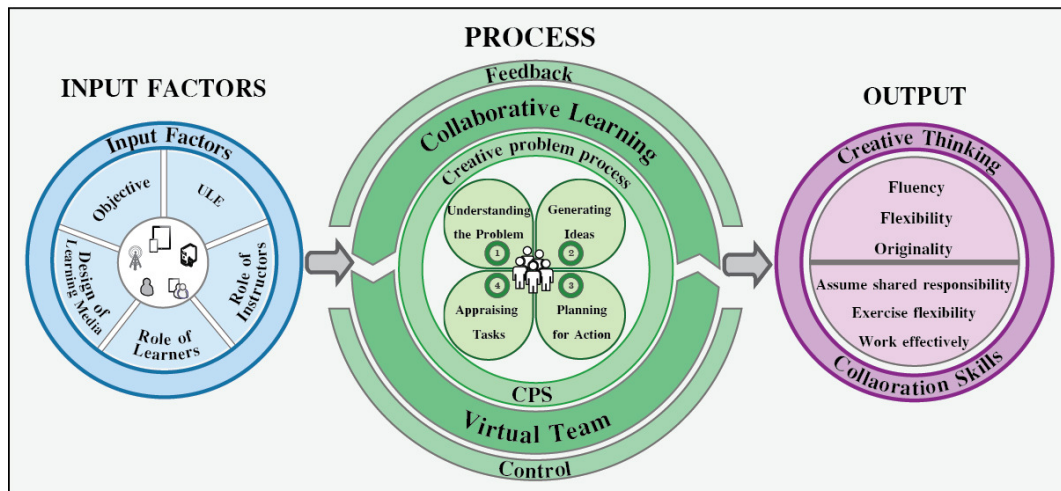 INPUT FACTORS
Input Factors
Objective
ULE
Role of
Instructors
Role of
Learners
Design of
Learning Media
PROCESS
Feedback
Collaborative Learning
Creative problem process
Understanding
the Problem
1
Generating
Ideas
2
4
Appraising
Tasks
3
Planning
for Action
CPS
Virtual Team
Control
OUTPUT
Creative Thinking
Fluency
Flexibility
Originality
Assume shared responsibility
Exercise flexibility
Work effectively
Collaoration Skills